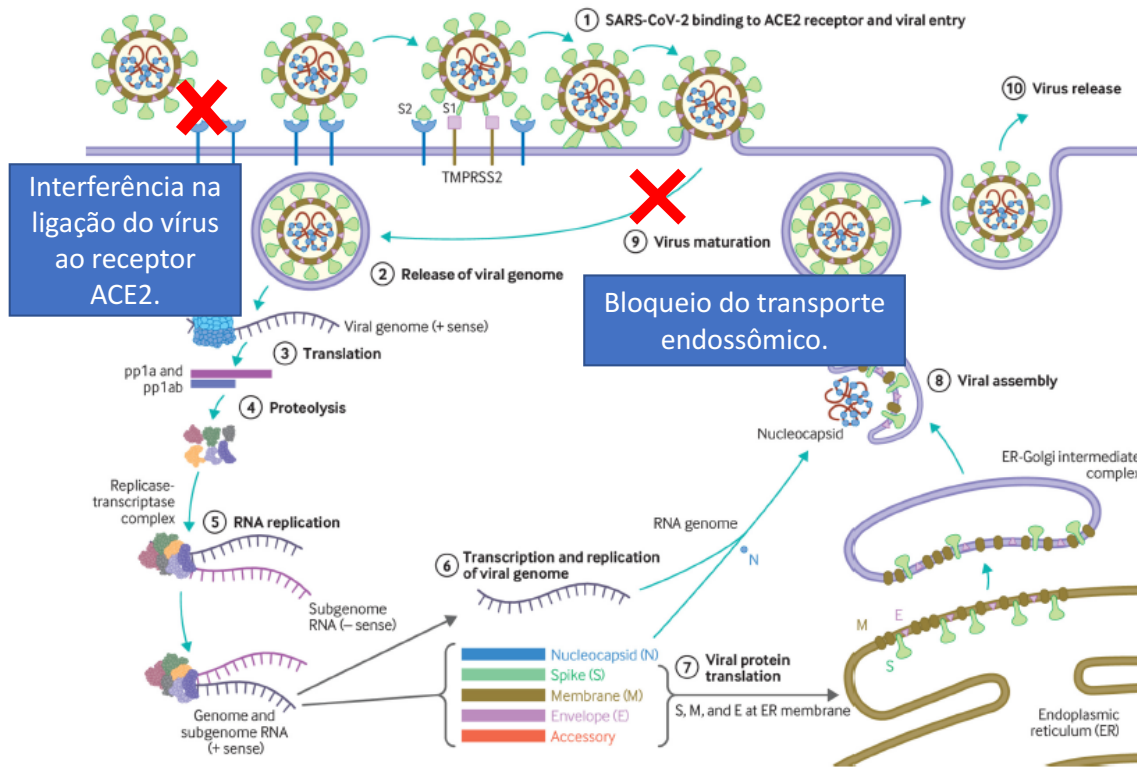 ① SARS-CoV-2 binding to ACE2 receptor and viral entry
⑩ Virus release
S2
S1
TMPRSS2
Interferência na
ligação do vírus
ao receptor
ACE2.
⑨ Virus maturation
② Release of viral genome
Bloqueio do transporte
endossômico.
Viral genome (+ sense)
③ Translation
pp1a and
pp1ab
④ Proteolysis
⑧ Viral assembly
Nucleocapsid
ER-Golgi intermediate
complex
Replicase-
transcriptase
complex
⑤ RNA replication
RNA genome
N
⑥ Transcription and replication
of viral genome
Subgenome
RNA (– sense)
M
E
S
Nucleocapsid (N)
Spike (S)
Membrane (M)
Envelope (E)
Accessory
⑦ Viral protein
translation
S, M, and E at ER membrane
Genome and
subgenome RNA
(+ sense)
Endoplasmic
reticulum (ER)